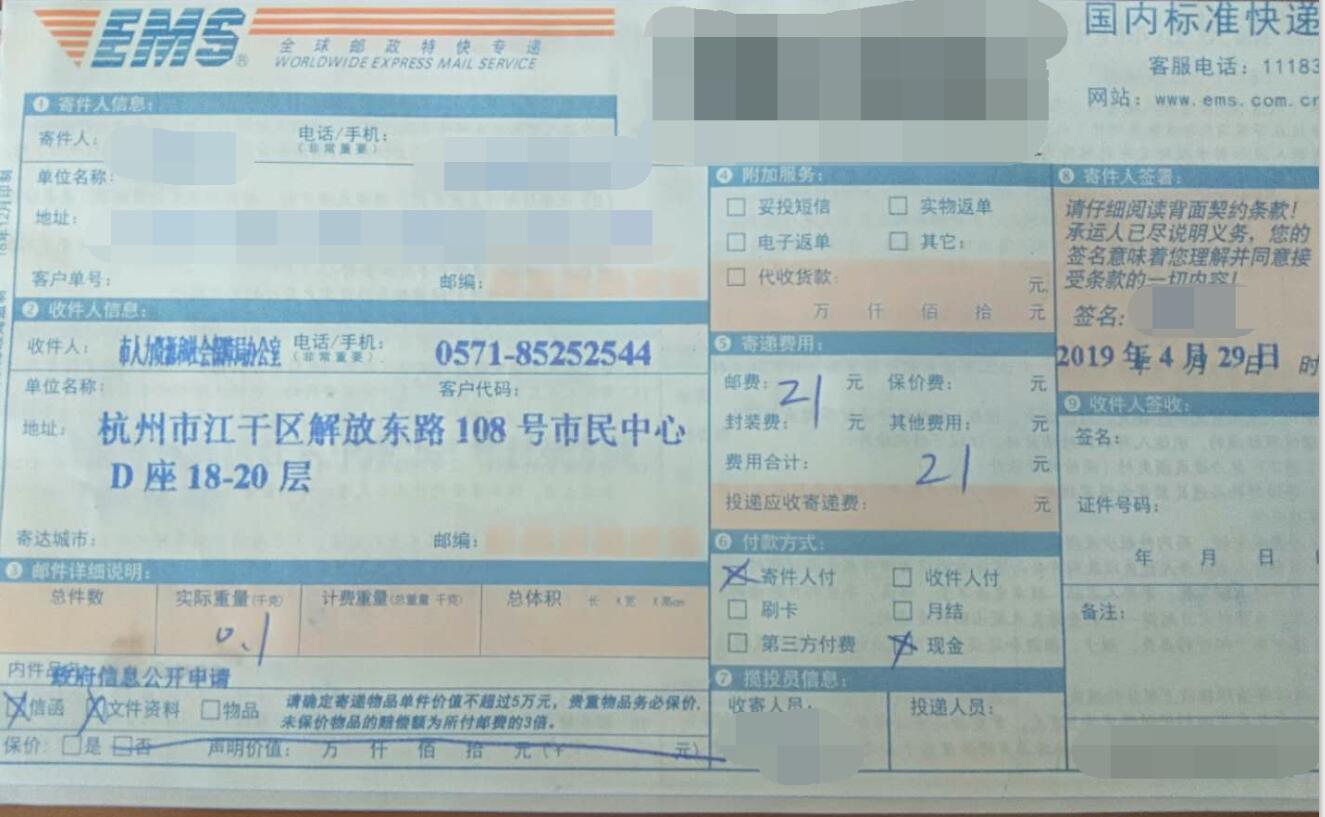 EMS®
全球邮政特快专递
WORLDWIDE EXPRESS MAIL SERVICE
国内标准快递
客服电话：11183
网站：www.ems.com.cn
❶ 寄件人信息：
寄件人：
电话/手机：
（非常重要）
单位名称：
地址：
客户单号：
邮编：
❷ 收件人信息：
收件人：市人力资源和社会保障局办公室
电话/手机：0571-85252544
（非常重要）
单位名称：
客户代码：
地址：杭州市江干区解放东路 108 号市民中心
D 座 18-20 层
寄达城市：
邮编：
❸ 邮件详细说明：
总件数
实际重量(千克)
计费重量(总重量 千克)
总体积 长 X宽 X高cm
0.1
内件品名：
政府信息公开申请
信函 文件资料 物品
请确定寄递物品单件价值不超过5万元，贵重物品务必保价，
未保价物品的赔偿额为所付邮费的3倍。
保价：是 否 声明价值： 万 仟 佰 拾 元（¥ 元）
❹ 附加服务：
妥投短信 实物返单
电子返单 其它：
代收货款： 元
万 仟 佰 拾 元
❺ 寄递费用：
邮费：21 元 保价费： 元
封装费： 元 其他费用： 元
费用合计：21 元
投递应收寄递费： 元
❻ 付款方式：
寄件人付 收件人付
刷卡 月结
第三方付费 现金
❼ 揽投员信息：
收寄人员：
投递人员：
❽ 寄件人签署：
请仔细阅读背面契约条款！
承运人已尽说明义务，您的
签名意味着您理解并同意接
受条款的一切内容！
签名：
2019 年 4 月 29 日 时
❾ 收件人签收：
签名：
证件号码：
年 月 日
备注：